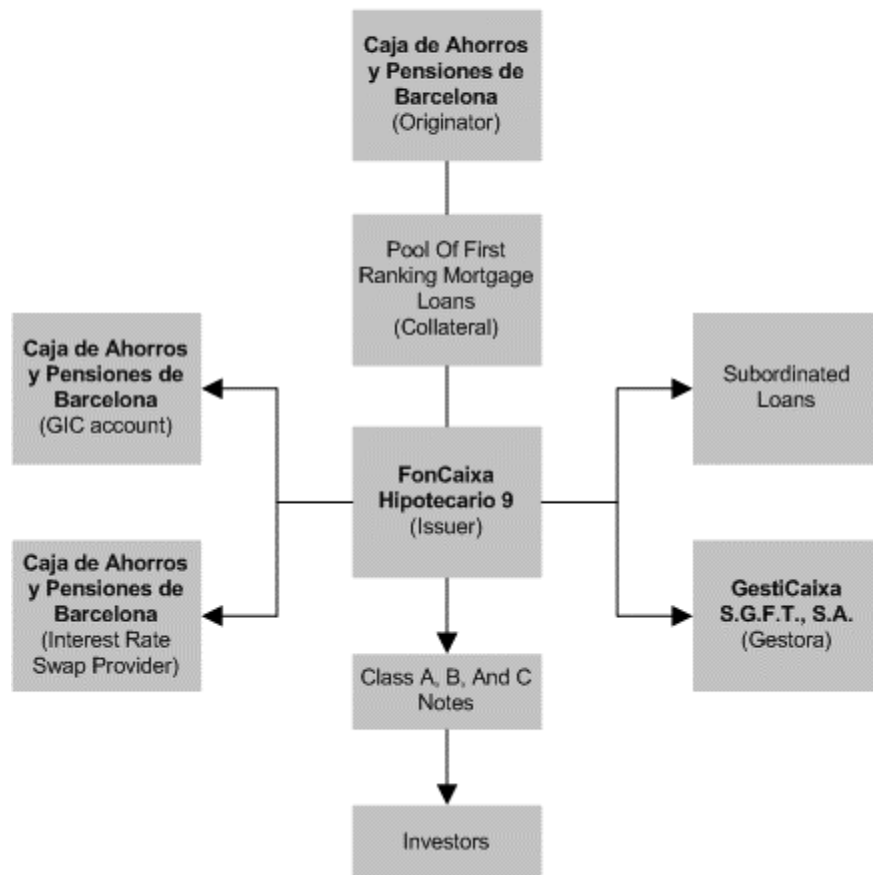 Caja de Ahorros
y Pensiones de
Barcelona
(Originator)
Pool Of First
Ranking Mortgage
Loans
(Collateral)
Caja de Ahorros
y Pensiones de
Barcelona
(GIC account)
Subordinated
Loans
FonCaixa
Hipotecario 9
(Issuer)
Caja de Ahorros
y Pensiones de
Barcelona
(Interest Rate
Swap Provider)
GestiCaixa
S.G.F.T., S.A.
(Gestora)
Class A, B, And C
Notes
Investors